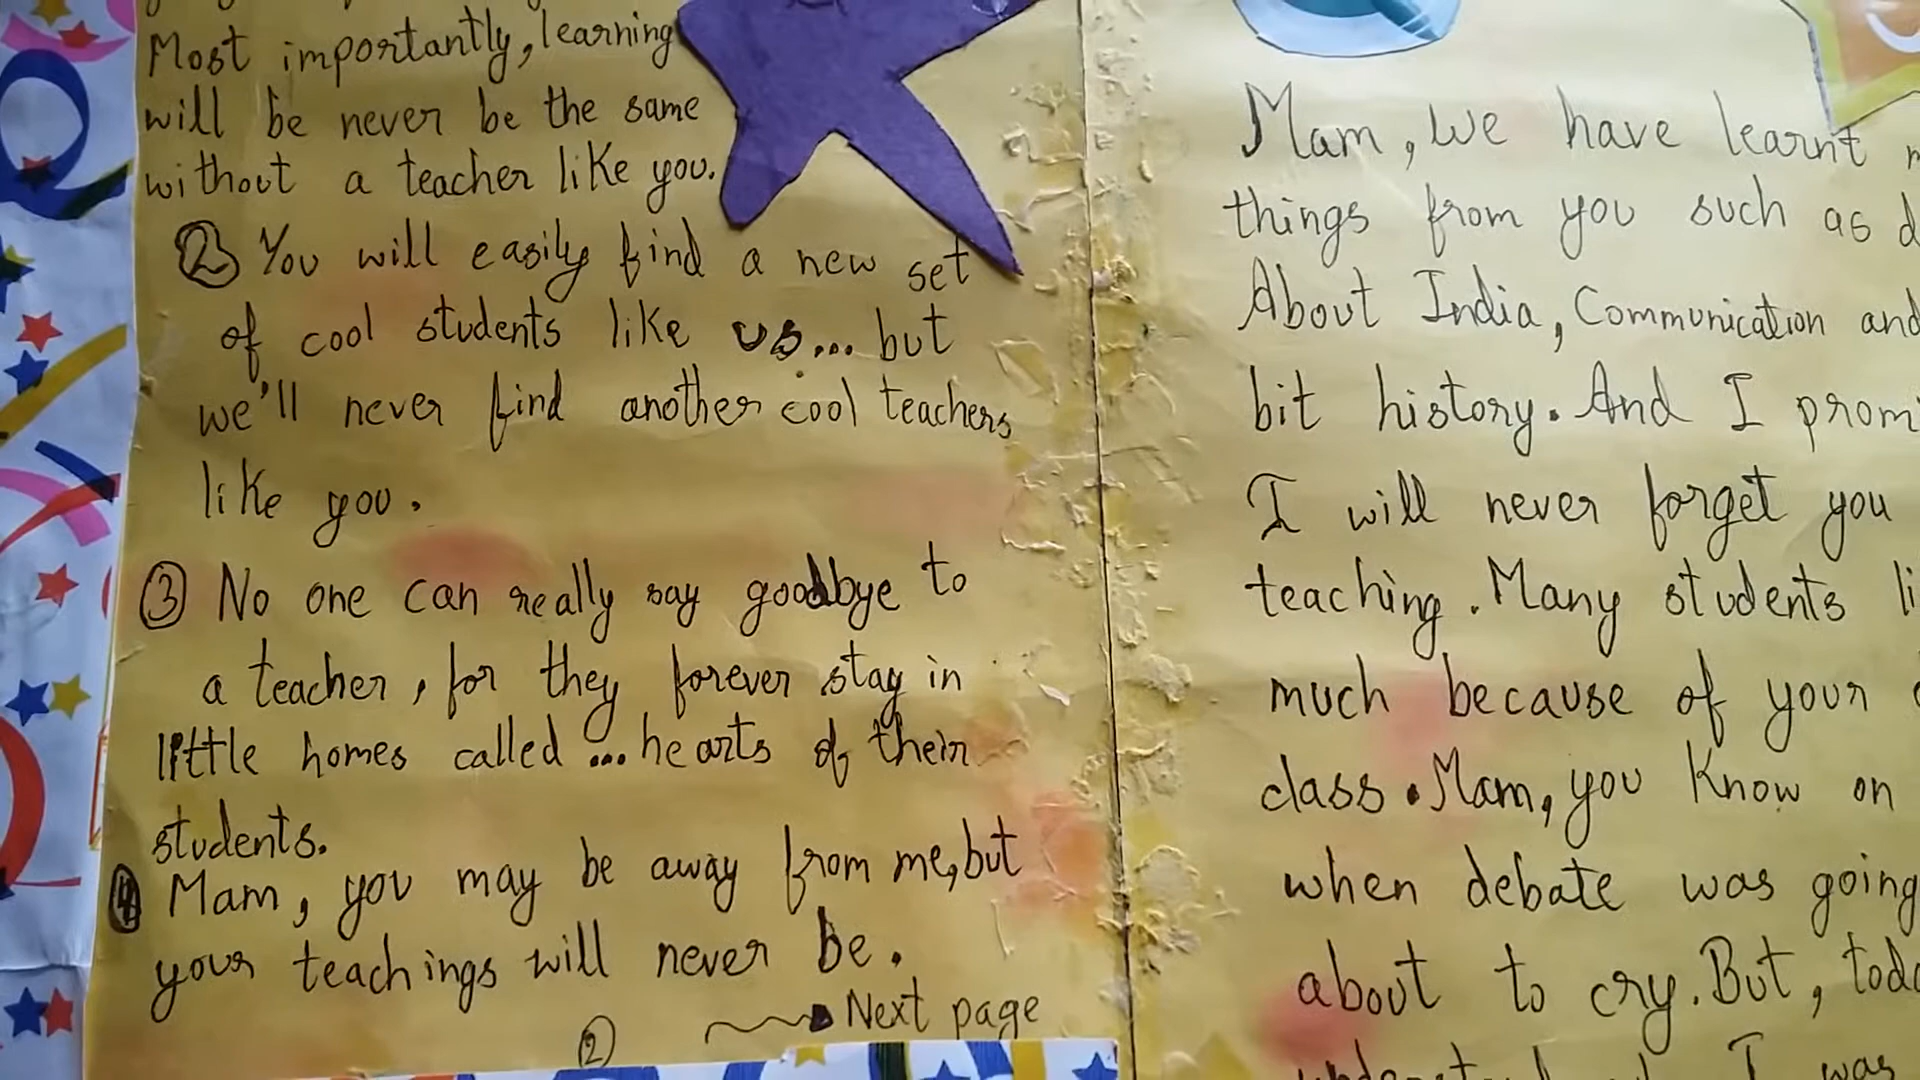 Most importantly, learning
will be never be the same
without a teacher like you.
② You will easily find a new set
of cool students like us... but
we'll never find another cool teachers
like you.
③ No one can really say goodbye to
a teacher, for they forever stay in
little homes called ... hearts of their
students.
④ Mam, you may be away from me, but
your teachings will never be.
Next page
②
Mam, We have learnt
things from you such as
About India, Communication and
bit history. And I
I will never forget you
teaching. Many students
much because of your
class. Mam, you know on
when debate was going
about to cry. But,
I was